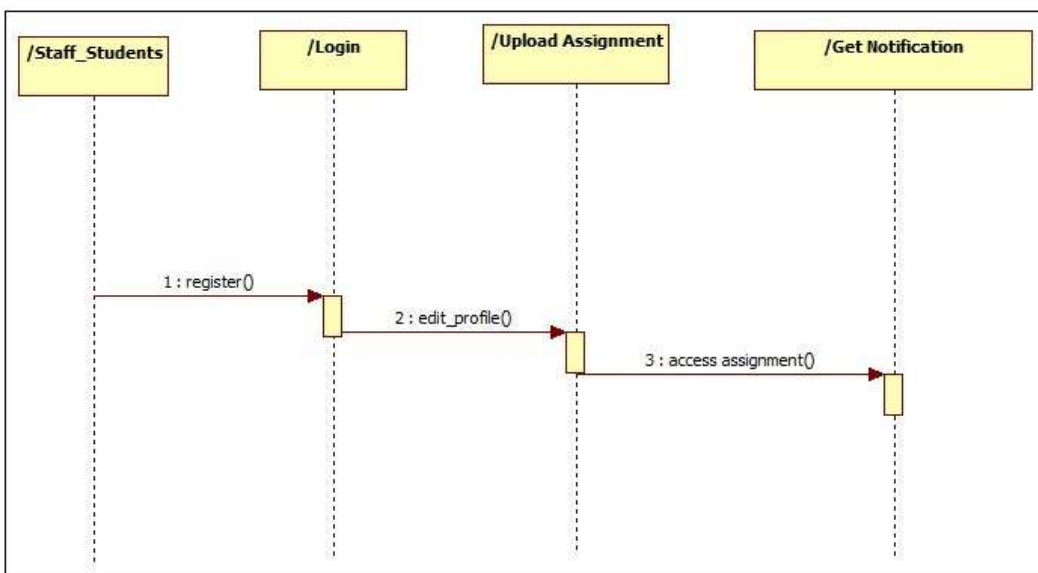 /Staff_Students
/Login
/Upload Assignment
/Get Notification
1 : register()
2 : edit_profile()
3 : access assignment()